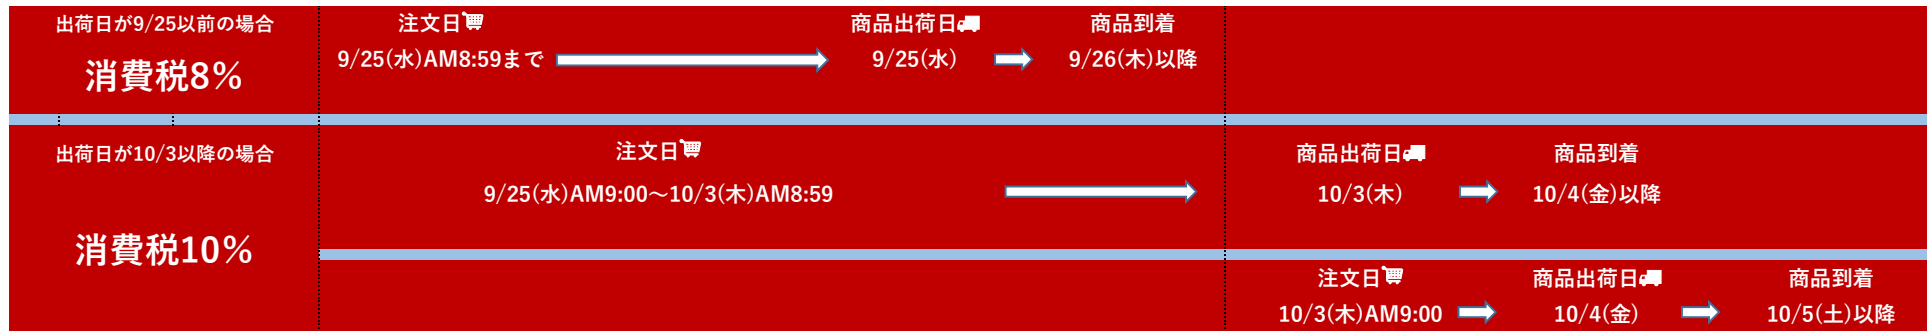 出荷日が9/25以前の場合
消費税8%
注文日
9/25(水)AM8:59まで
商品出荷日
9/25(水)
商品到着
9/26(木)以降
出荷日が10/3以降の場合
消費税10%
注文日
9/25(水)AM9:00～10/3(木)AM8:59
商品出荷日
10/3(木)
商品到着
10/4(金)以降
注文日
10/3(木)AM9:00
商品出荷日
10/4(金)
商品到着
10/5(土)以降